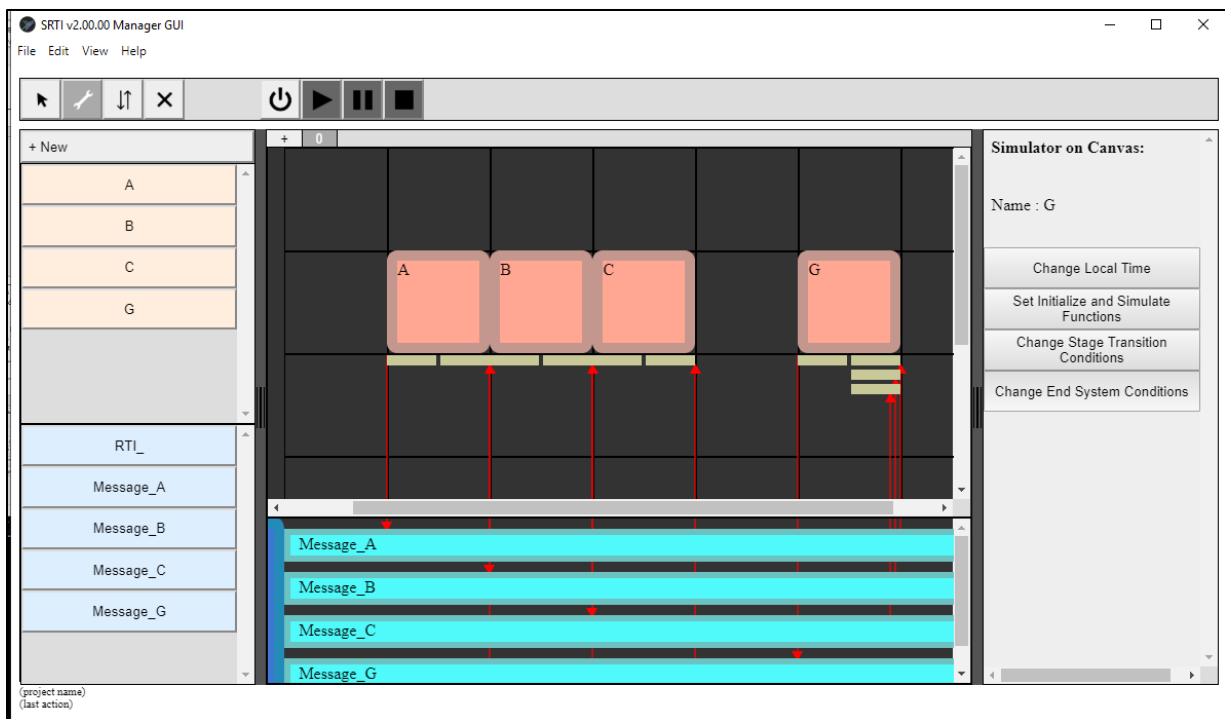 SRTI v2.00.00 Manager GUI
File Edit View Help
+ New
A
B
C
G
RTI_
Message_A
Message_B
Message_C
Message_G
+ 0
A B C G
Message_A
Message_B
Message_C
Message_G
Simulator on Canvas:
Name : G
Change Local Time
Set Initialize and Simulate
Functions
Change Stage Transition
Conditions
Change End System Conditions
(project name)
(last action)